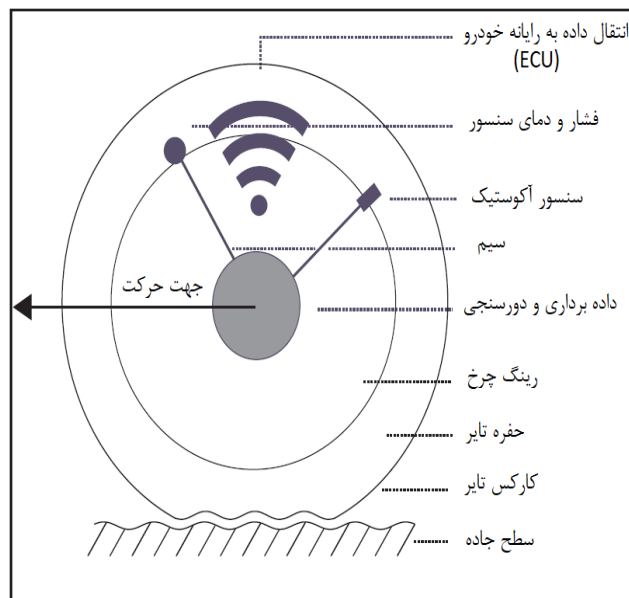 انتقال داده به رایانه خودرو
(ECU)
فشار و دمای سنسور
سنسور آکوستیک
سیم
جهت حرکت
داده برداری و دورسنجی
رینگ چرخ
حفره تایر
کارکس تایر
سطح جاده